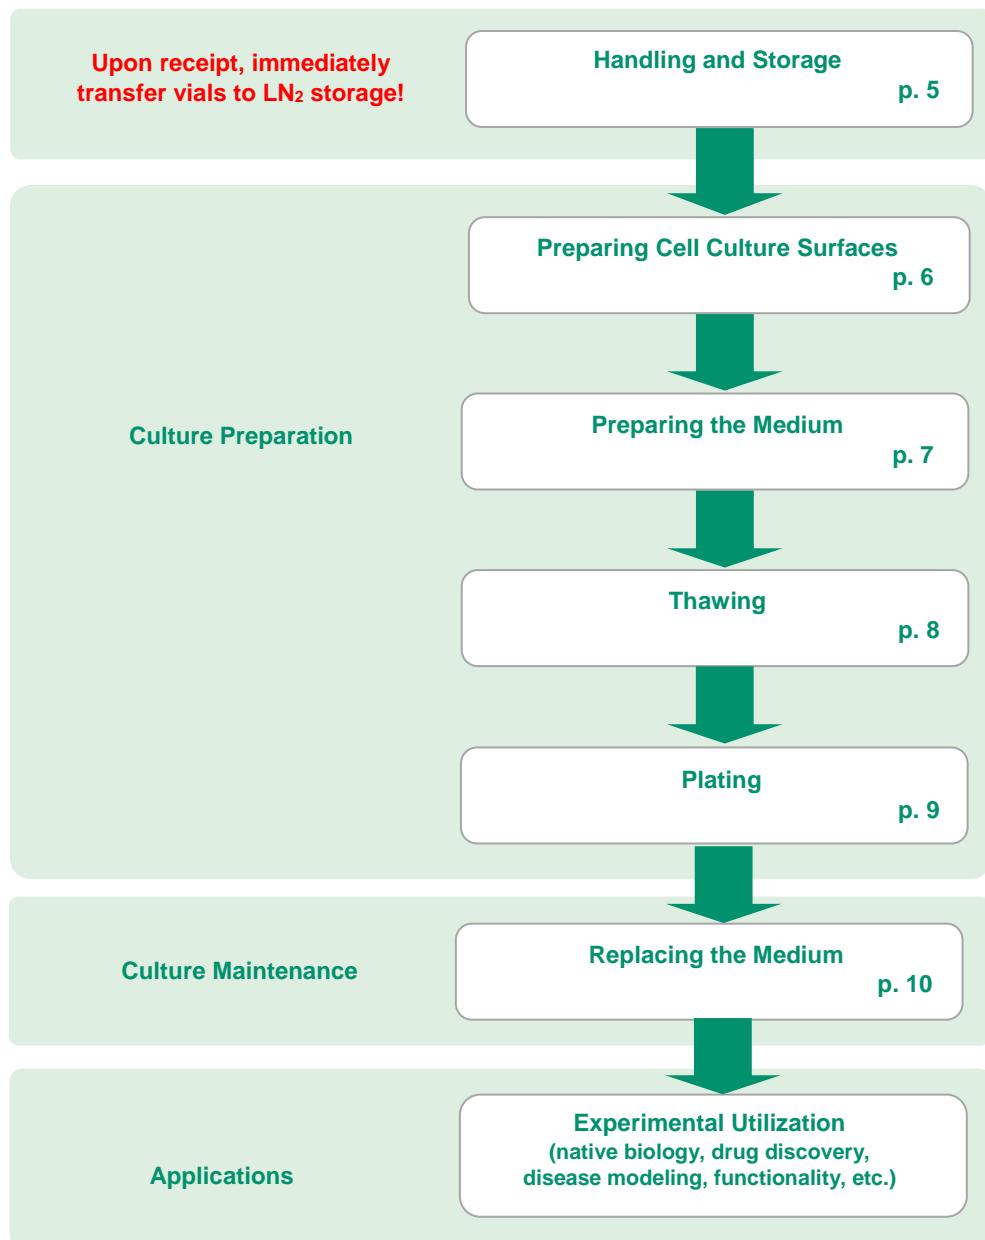 Upon receipt, immediately
transfer vials to LN₂ storage!
Handling and Storage
p. 5
Culture Preparation
Preparing Cell Culture Surfaces
p. 6
Preparing the Medium
p. 7
Thawing
p. 8
Plating
p. 9
Culture Maintenance
Replacing the Medium
p. 10
Applications
Experimental Utilization
(native biology, drug discovery,
disease modeling, functionality, etc.)